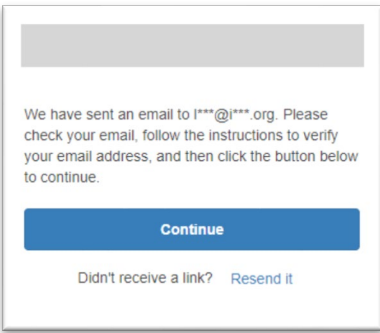 We have sent an email to l***@i***.org. Please
check your email, follow the instructions to verify
your email address, and then click the button below
to continue.
Continue
Didn't receive a link? Resend it